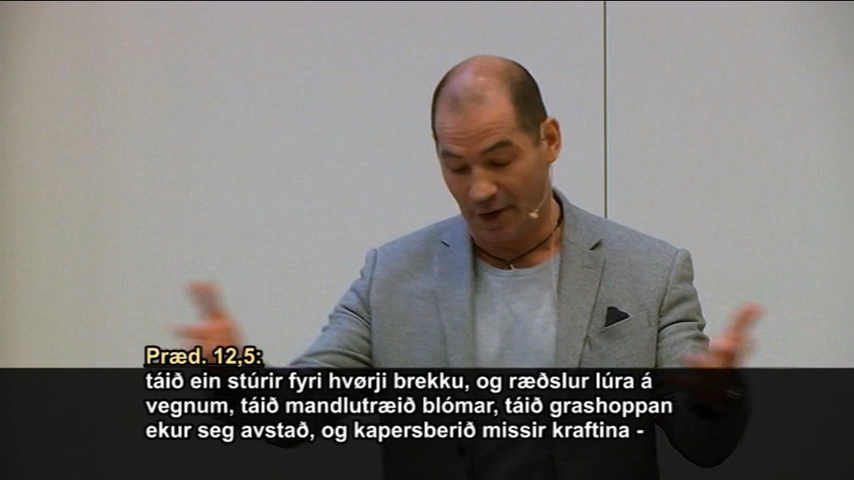 Præd. 12,5:
táið ein stúrir fyri hvørji brekku, og ræðslur lúra á
vegnum, táið mandlutræið blómar, táið grashoppan
ekur seg avstað, og kapersberið missir kraftina -